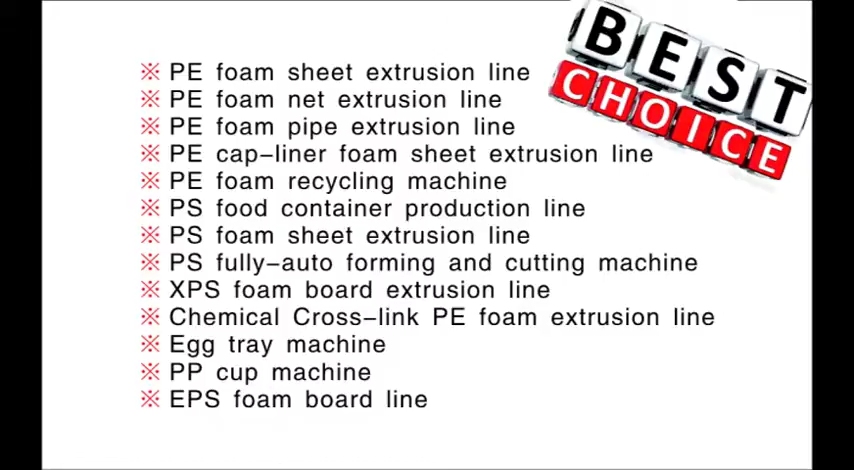 BEST
CHOICE
※ PE foam sheet extrusion line
※ PE foam net extrusion line
※ PE foam pipe extrusion line
※ PE cap-liner foam sheet extrusion line
※ PE foam recycling machine
※ PS food container production line
※ PS foam sheet extrusion line
※ PS fully-auto forming and cutting machine
※ XPS foam board extrusion line
※ Chemical Cross-link PE foam extrusion line
※ Egg tray machine
※ PP cup machine
※ EPS foam board line